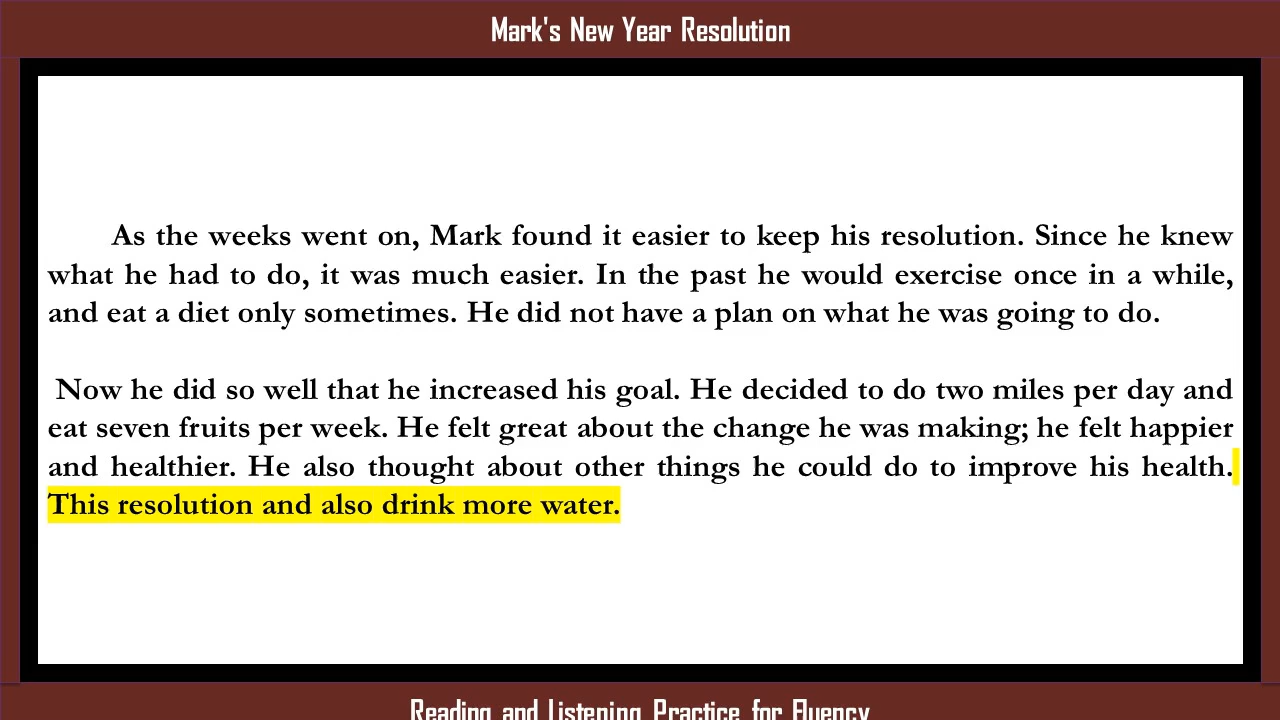 Mark's New Year Resolution
As the weeks went on, Mark found it easier to keep his resolution. Since he knew
what he had to do, it was much easier. In the past he would exercise once in a while,
and eat a diet only sometimes. He did not have a plan on what he was going to do.
Now he did so well that he increased his goal. He decided to do two miles per day and
eat seven fruits per week. He felt great about the change he was making; he felt happier
and healthier. He also thought about other things he could do to improve his health.
This resolution and also drink more water.
Reading and Listening Practice for Fluency